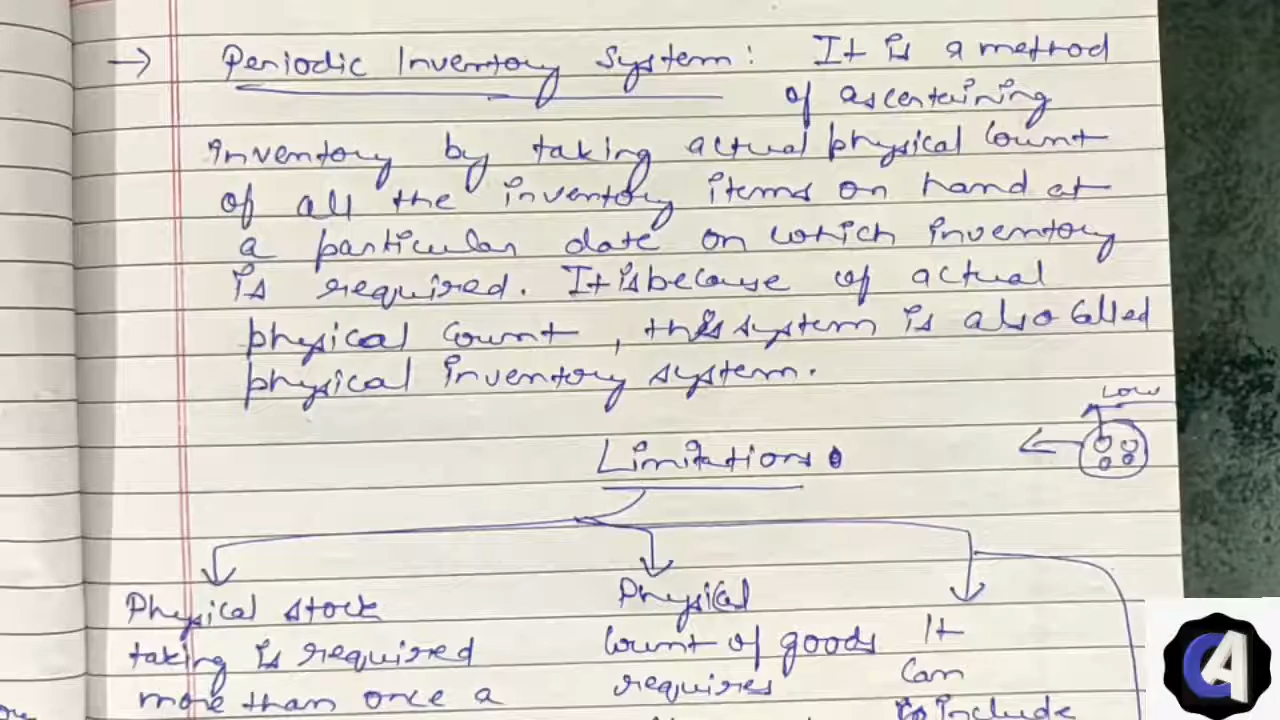 → Periodic Inventory System: It is a method
of ascertaining
Inventory by taking actual physical count
of all the inventory items on hand at
a particular date on which inventory
is required. It is because of actual
physical count, this system is also called
physical inventory system.
Low
Limitations
Physical stock
taking is required
more than once a
Physical
count of goods
requires
It
can
include
CA